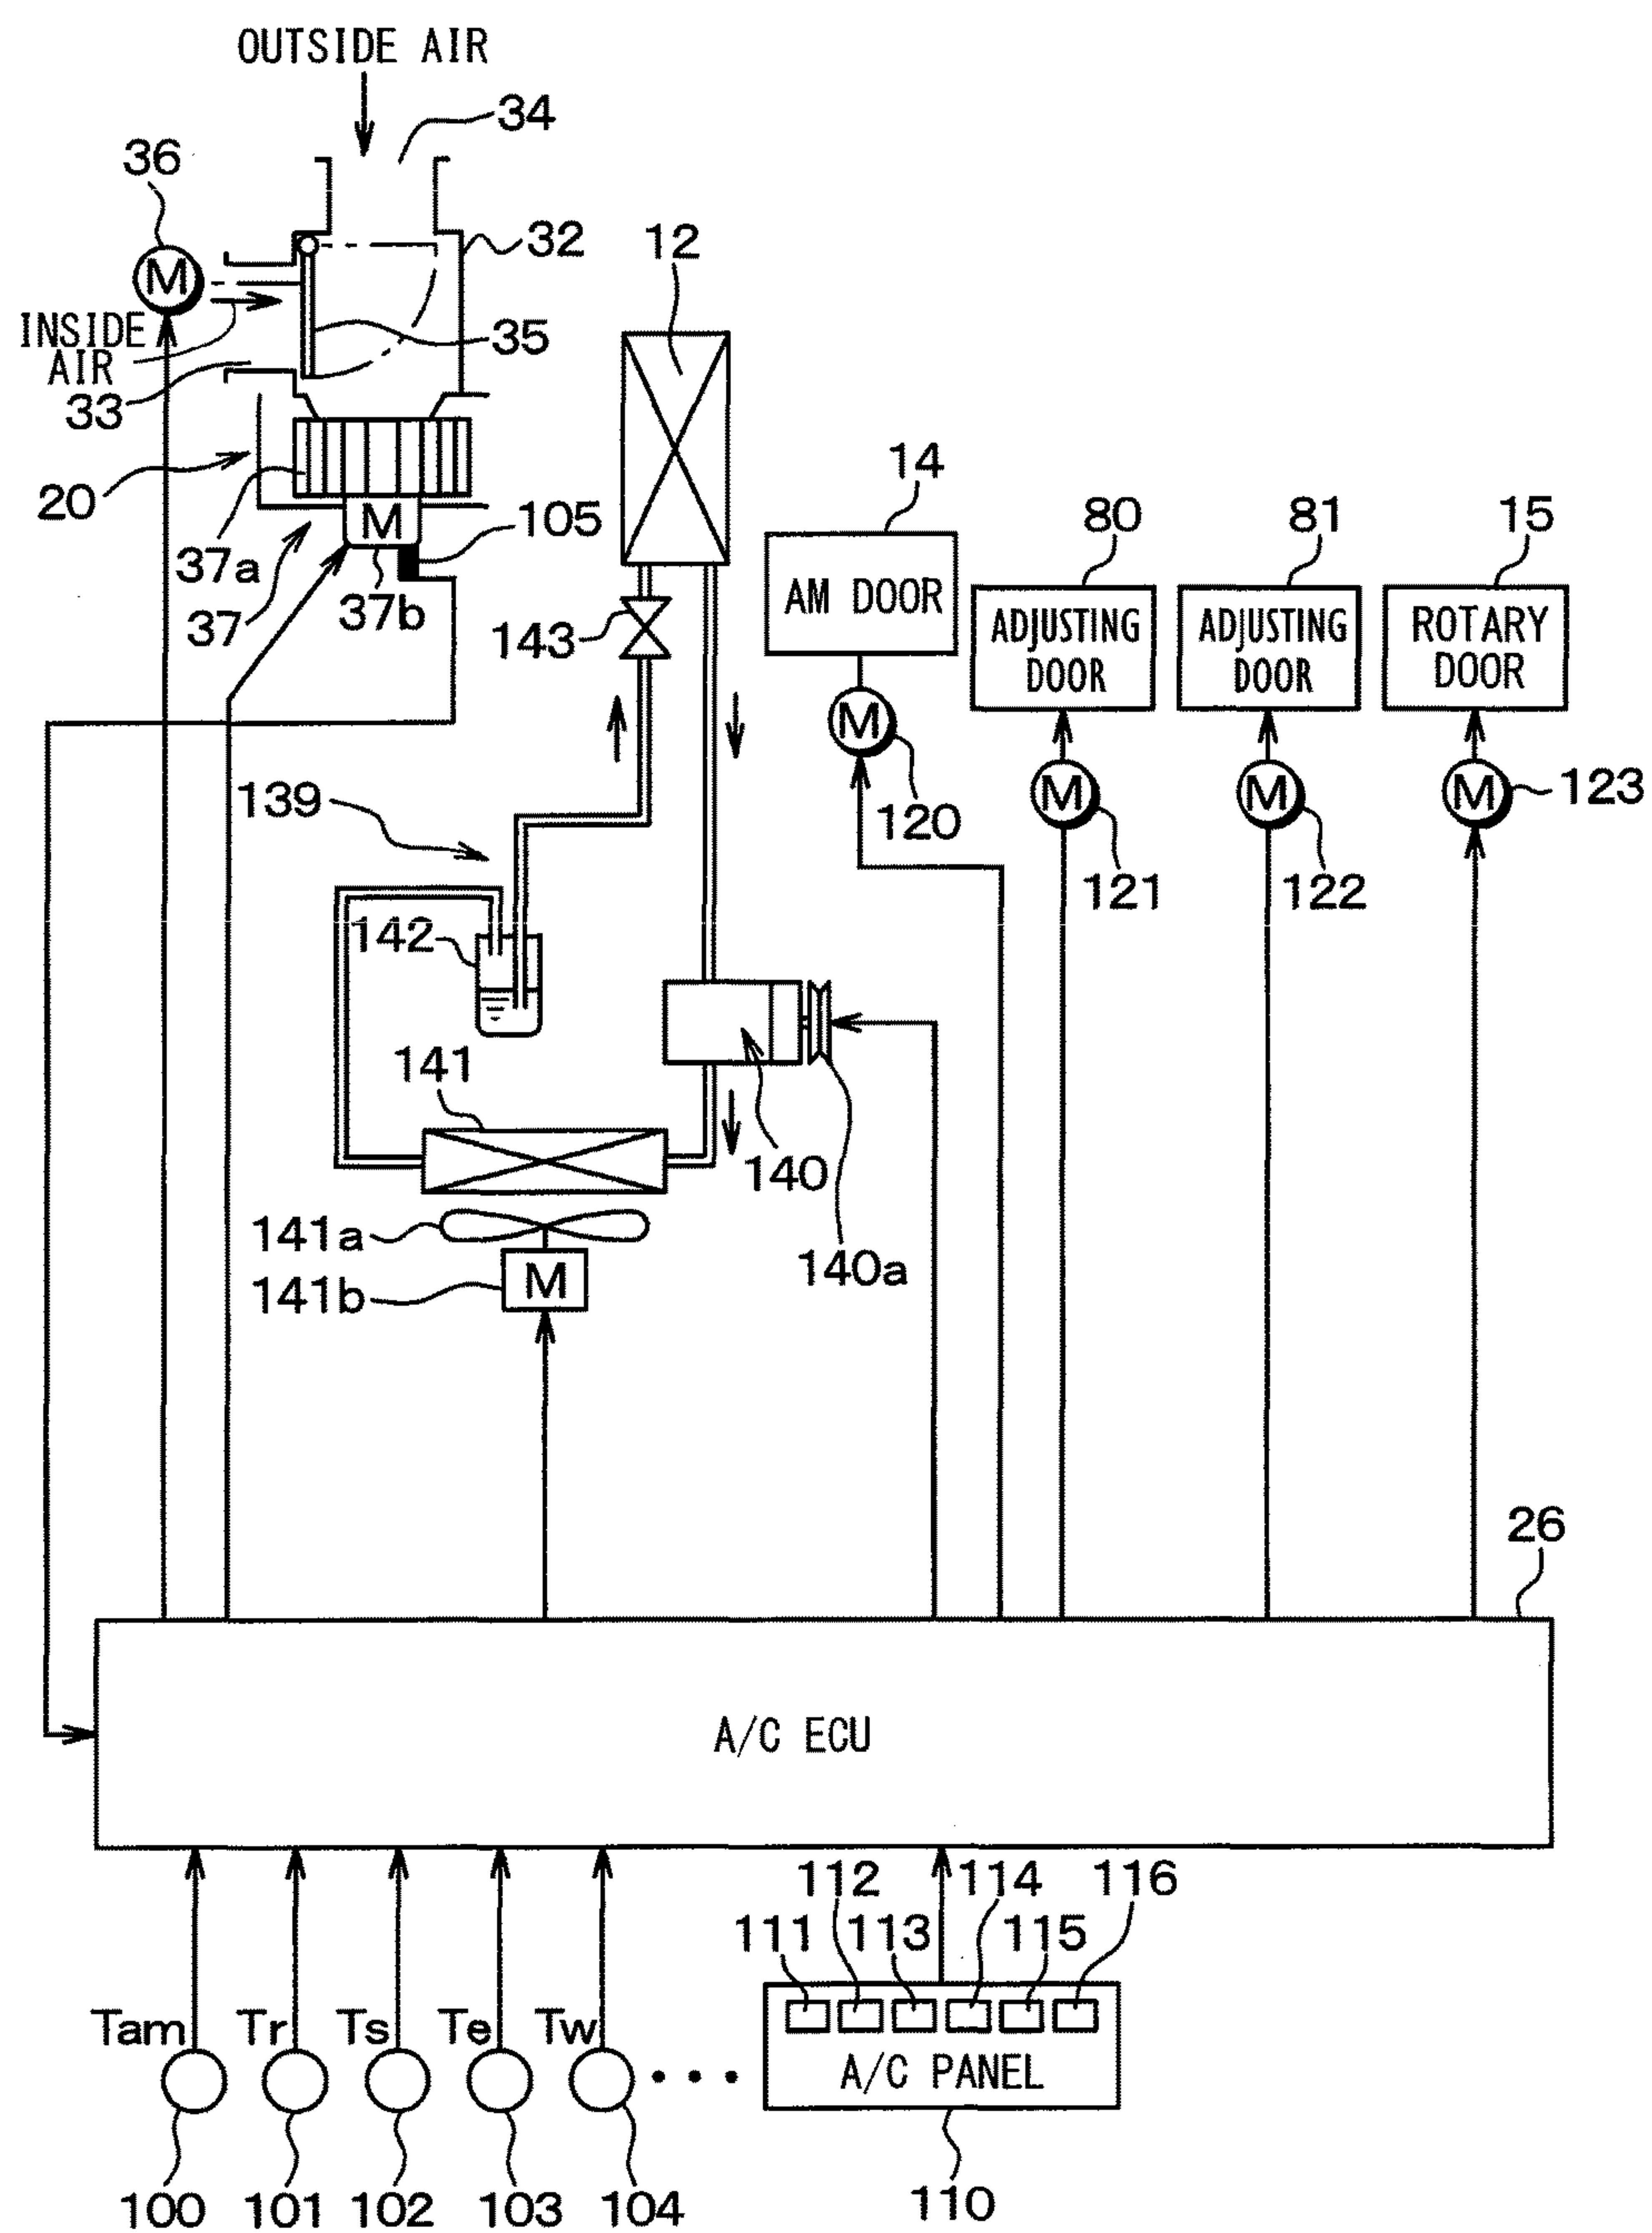 OUTSIDE AIR
34
36
M
32
12
INSIDE
AIR
35
33
14
20
80
81
15
M
105
37a
AM DOOR
37
37b
143
ADJUSTING
DOOR
ADJUSTING
DOOR
ROTARY
DOOR
M
139
120
M
M
M
123
121
122
142
141
140
141a
140a
141b
M
26
A/C ECU
112
114
116
111
113
115
Tam
Tr
Ts
Te
Tw
A/C PANEL
100
101
102
103
104
110